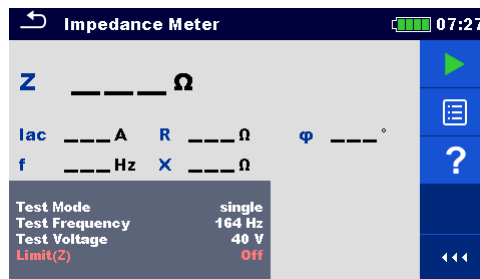 Impedance Meter 07:27
Z ___ Ω
Iac ___A R ___Ω φ ___°
f ___Hz X ___Ω
Test Mode single
Test Frequency 164 Hz
Test Voltage 40 V
Limit(Z) Off
?